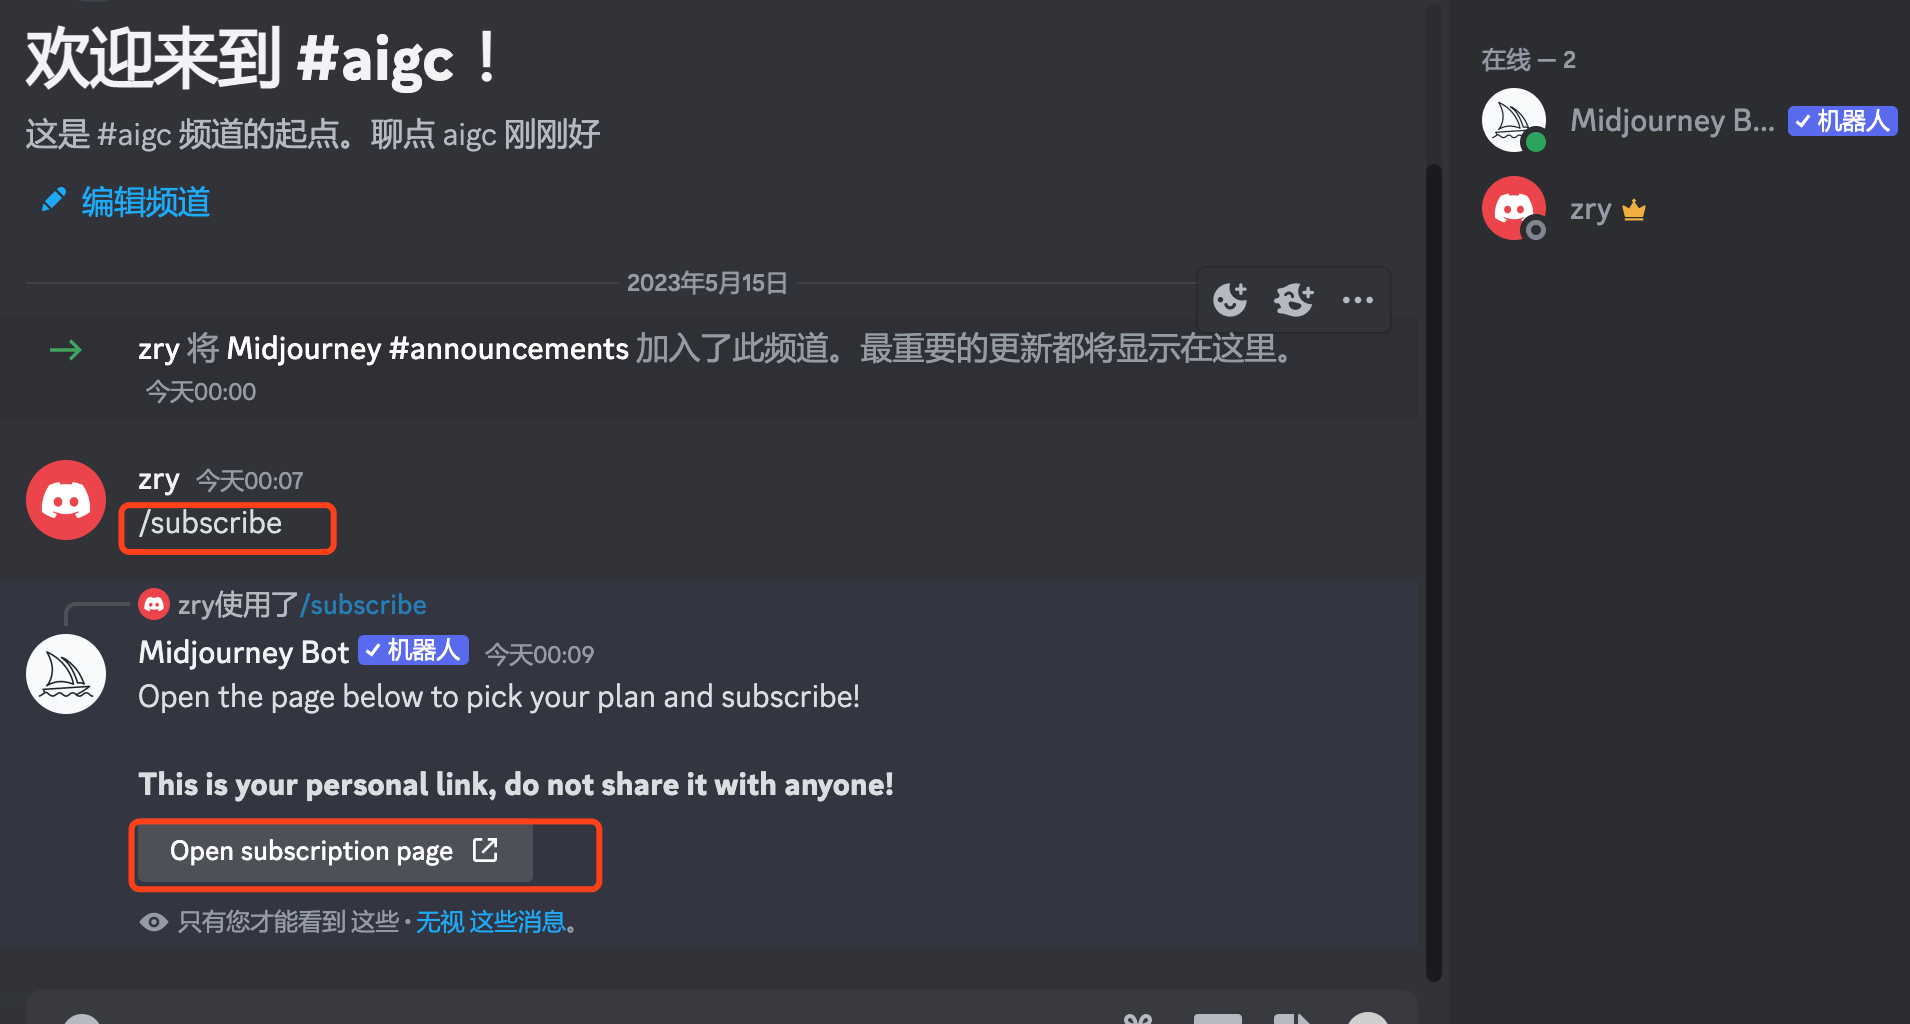 欢迎来到 #aigc！
这是 #aigc 频道的起点。聊点 aigc 刚刚好
编辑频道
2023年5月15日
zry 将 Midjourney #announcements 加入了此频道。最重要的更新都将显示在这里。
今天00:00
zry 今天00:07
/subscribe
zry使用了/subscribe
Midjourney Bot 机器人 今天00:09
Open the page below to pick your plan and subscribe!
This is your personal link, do not share it with anyone!
Open subscription page
只有您才能看到 这些 · 无视 这些消息。
在线 — 2
Midjourney B... 机器人
zry